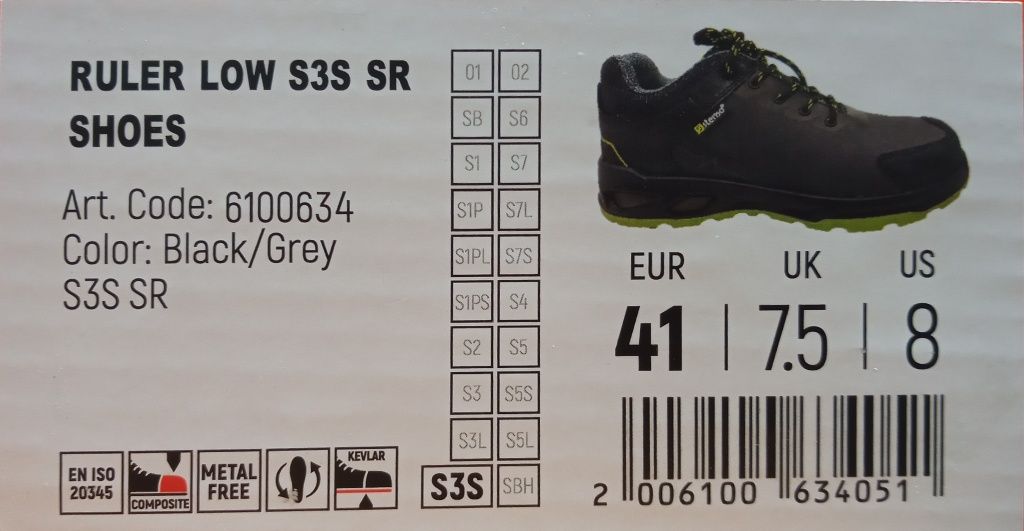 RULER LOW S3S SR
SHOES
Art. Code: 6100634
Color: Black/Grey
S3S SR
EN ISO
20345
COMPOSITE
METAL
FREE
KEVLAR
01 02
SB S6
S1 S7
S1P S7L
S1PL S7S
S1PS S4
S2 S5
S3 S5S
S3L S5L
S3S SBH
stenso
EUR UK US
41 | 7.5 | 8
2 006100 634051